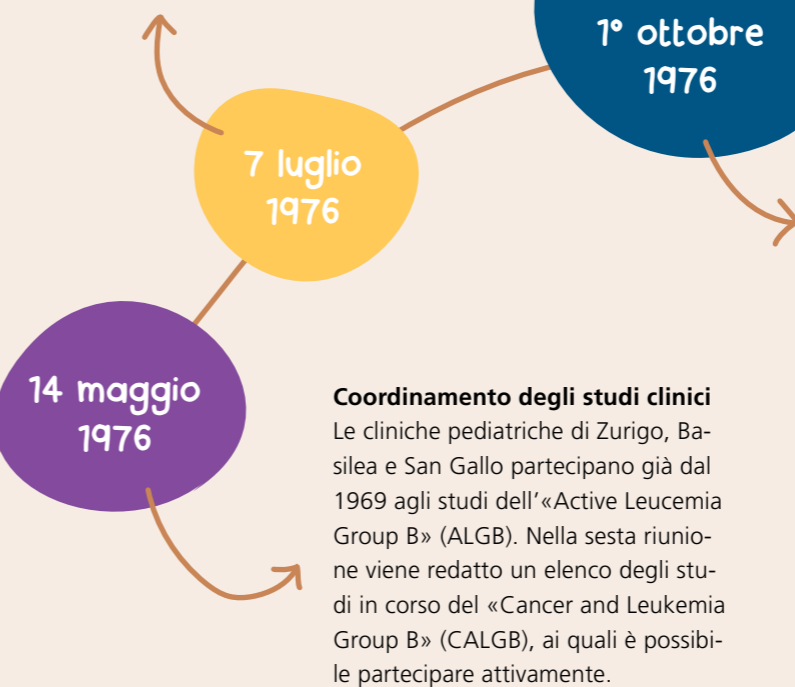 1° ottobre
1976
7 luglio
1976
14 maggio
1976
Coordinamento degli studi clinici
Le cliniche pediatriche di Zurigo, Ba-
silea e San Gallo partecipano già dal
1969 agli studi dell’«Active Leucemia
Group B» (ALGB). Nella sesta riunio-
ne viene redatto un elenco degli stu-
di in corso del «Cancer and Leukemia
Group B» (CALGB), ai quali è possibi-
le partecipare attivamente.